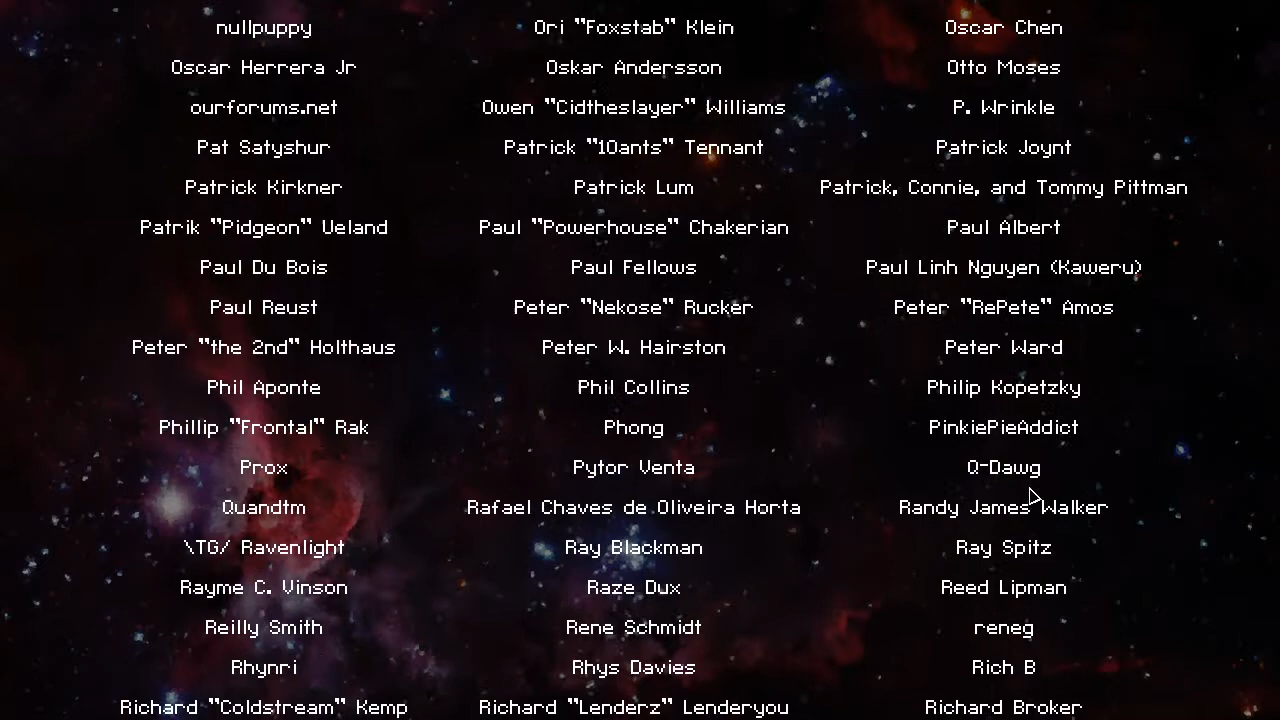 nullpuppy Ori "Foxstab" Klein Oscar Chen
Oscar Herrera Jr Oskar Andersson Otto Moses
ourforums.net Owen "Cidtheslayer" Williams P. Wrinkle
Pat Satyshur Patrick "10ants" Tennant Patrick Joynt
Patrick Kirkner Patrick Lum Patrick, Connie, and Tommy Pittman
Patrik "Pidgeon" Ueland Paul "Powerhouse" Chakerian Paul Albert
Paul Du Bois Paul Fellows Paul Linh Nguyen (Kaweru)
Paul Reust Peter "Nekose" Rucker Peter "RePete" Amos
Peter "the 2nd" Holthaus Peter W. Hairston Peter Ward
Phil Aponte Phil Collins Philip Kopetzky
Phillip "Frontal" Rak Phong PinkiePieAddict
Prox Pytor Venta Q-Dawg
Quandtm Rafael Chaves de Oliveira Horta Randy James Walker
\TG/ Ravenlight Ray Blackman Ray Spitz
Rayme C. Vinson Raze Dux Reed Lipman
Reilly Smith Rene Schmidt reneg
Rhynri Rhys Davies Rich B
Richard "Coldstream" Kemp Richard "Lenderz" Lenderyou Richard Broker